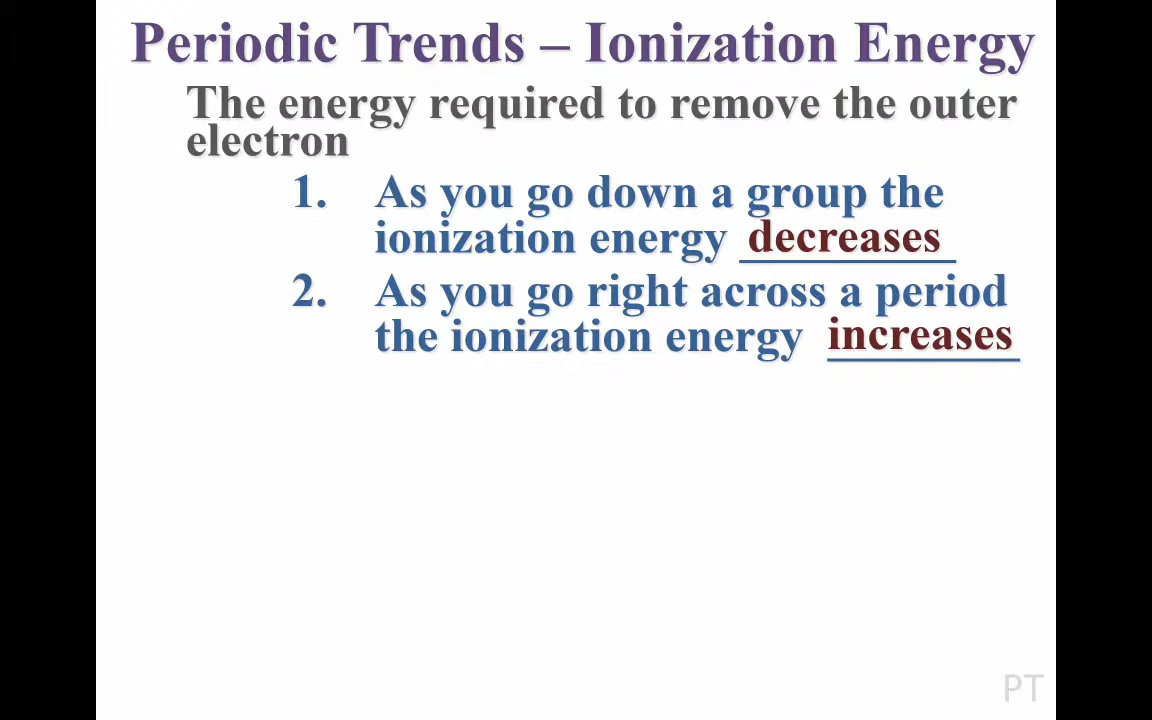 Periodic Trends – Ionization Energy
The energy required to remove the outer
electron
1. As you go down a group the
ionization energy decreases
2. As you go right across a period
the ionization energy increases
PT